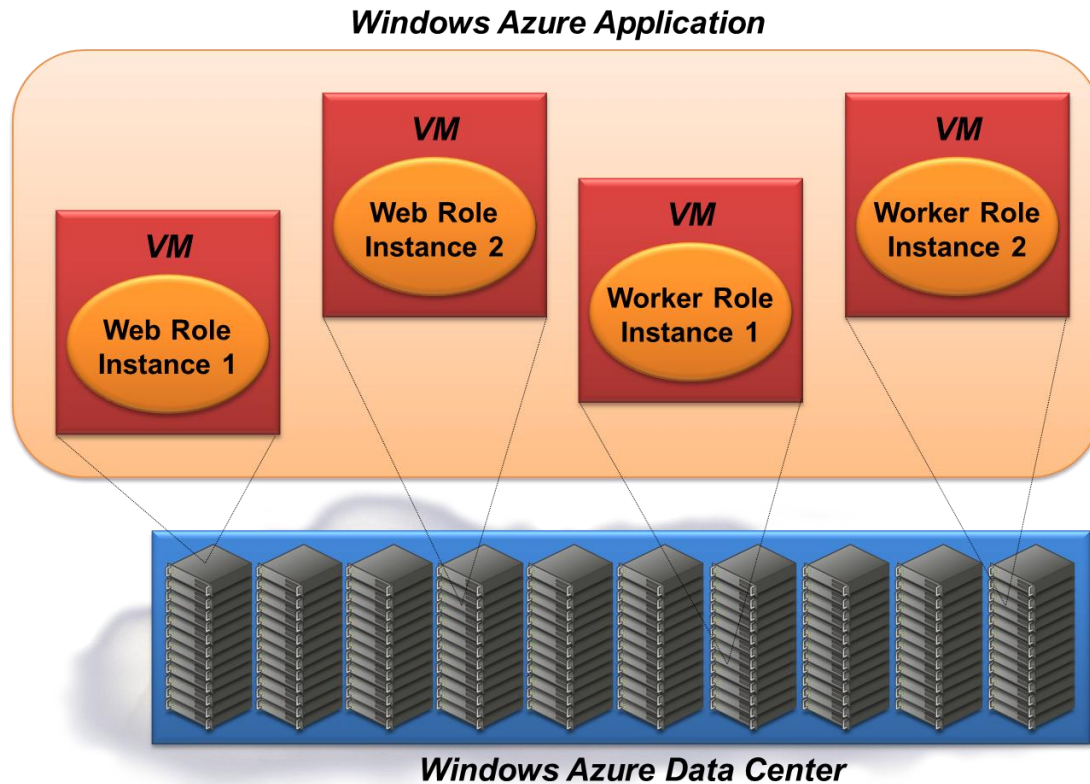 Windows Azure Application
VM
Web Role
Instance 1
VM
Web Role
Instance 2
VM
Worker Role
Instance 1
VM
Worker Role
Instance 2
Windows Azure Data Center